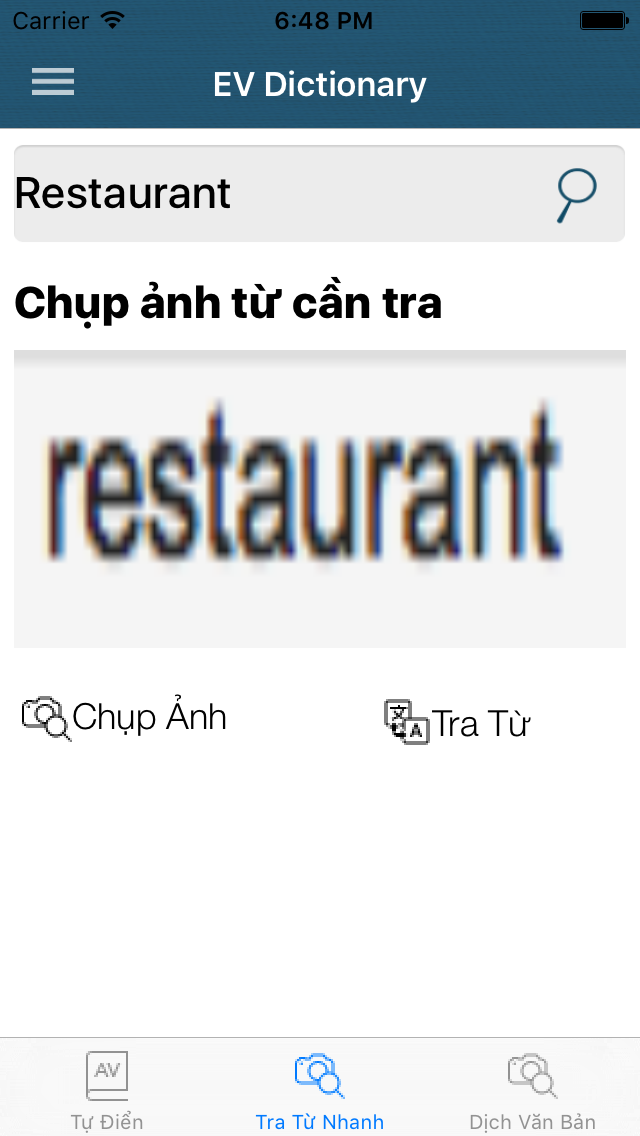 Carrier 6:48 PM
EV Dictionary
Restaurant
Chụp ảnh từ cần tra
restaurant
Chụp Ảnh Tra Từ
AV
Tự Điển Tra Từ Nhanh Dịch Văn Bản